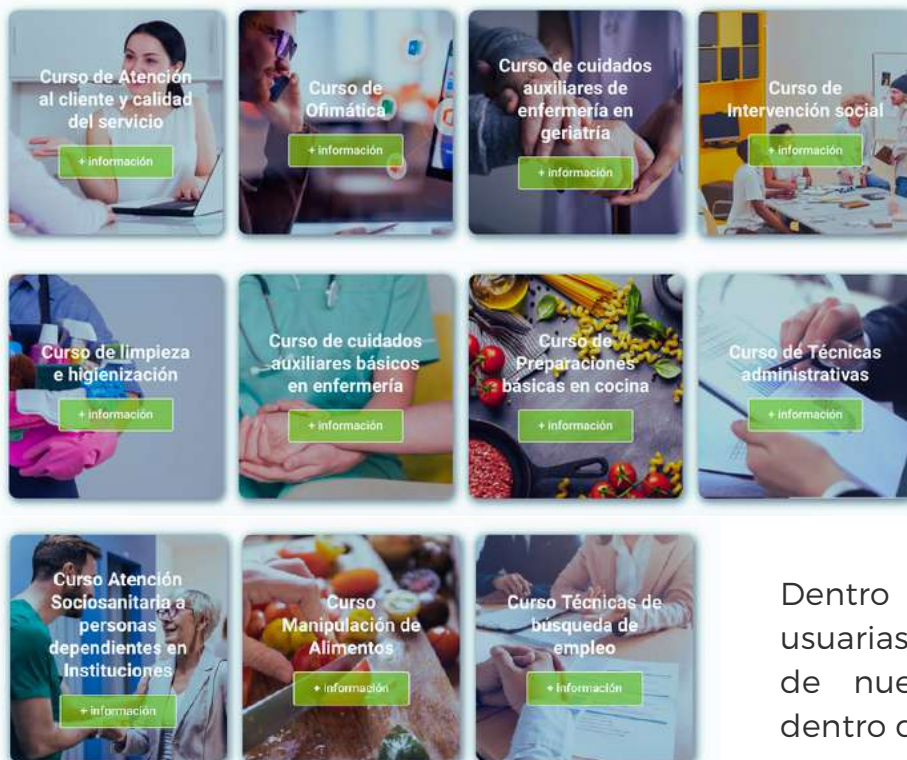 Curso de Atención
al cliente y calidad
del servicio
+ información
Curso de
Ofimática
+ información
Curso de cuidados
auxiliares de
enfermería en
geriatría
+ información
Curso de
Intervención social
+ información
Curso de limpieza
e higienización
+ información
Curso de cuidados
auxiliares básicos
en enfermería
+ información
Curso de
Preparaciones
básicas en cocina
+ información
Curso de Técnicas
administrativas
+ información
Curso Atención
Sociosanitaria a
personas
dependientes en
Instituciones
+ información
Curso
Manipulación de
Alimentos
+ Información
Curso Técnicas de
búsqueda de
empleo
+ Información
Dentro
usuarias
de nue
dentro